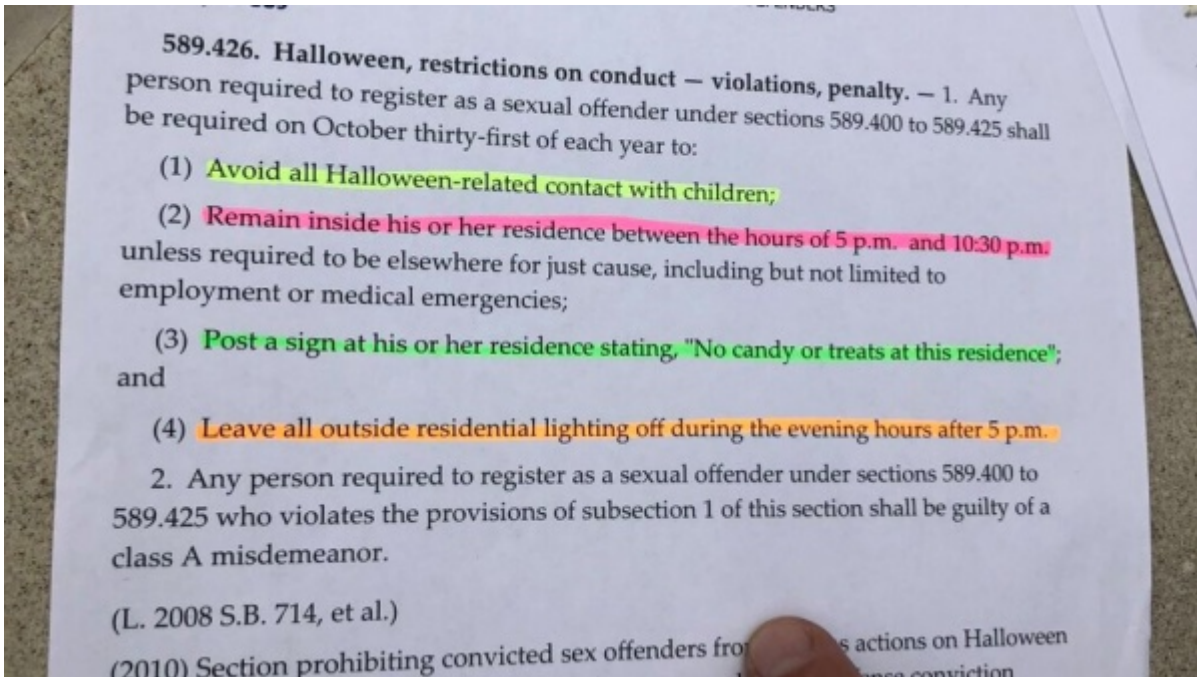 589.426. Halloween, restrictions on conduct — violations, penalty. — 1. Any
person required to register as a sexual offender under sections 589.400 to 589.425 shall
be required on October thirty-first of each year to:
(1) Avoid all Halloween-related contact with children;
(2) Remain inside his or her residence between the hours of 5 p.m. and 10:30 p.m.
unless required to be elsewhere for just cause, including but not limited to
employment or medical emergencies;
(3) Post a sign at his or her residence stating, "No candy or treats at this residence";
and
(4) Leave all outside residential lighting off during the evening hours after 5 p.m.
2. Any person required to register as a sexual offender under sections 589.400 to
589.425 who violates the provisions of subsection 1 of this section shall be guilty of a
class A misdemeanor.
(L. 2008 S.B. 714, et al.)
(2010) Section prohibiting convicted sex offenders actions on Halloween
conviction